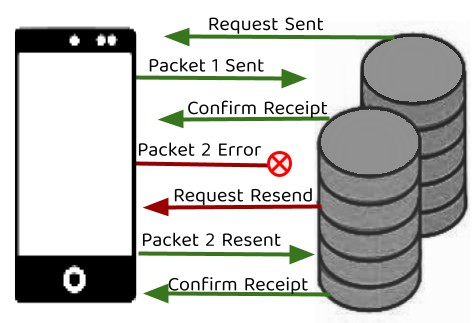 Request Sent
Packet 1 Sent
Confirm Receipt
Packet 2 Error
Request Resend
Packet 2 Resent
Confirm Receipt